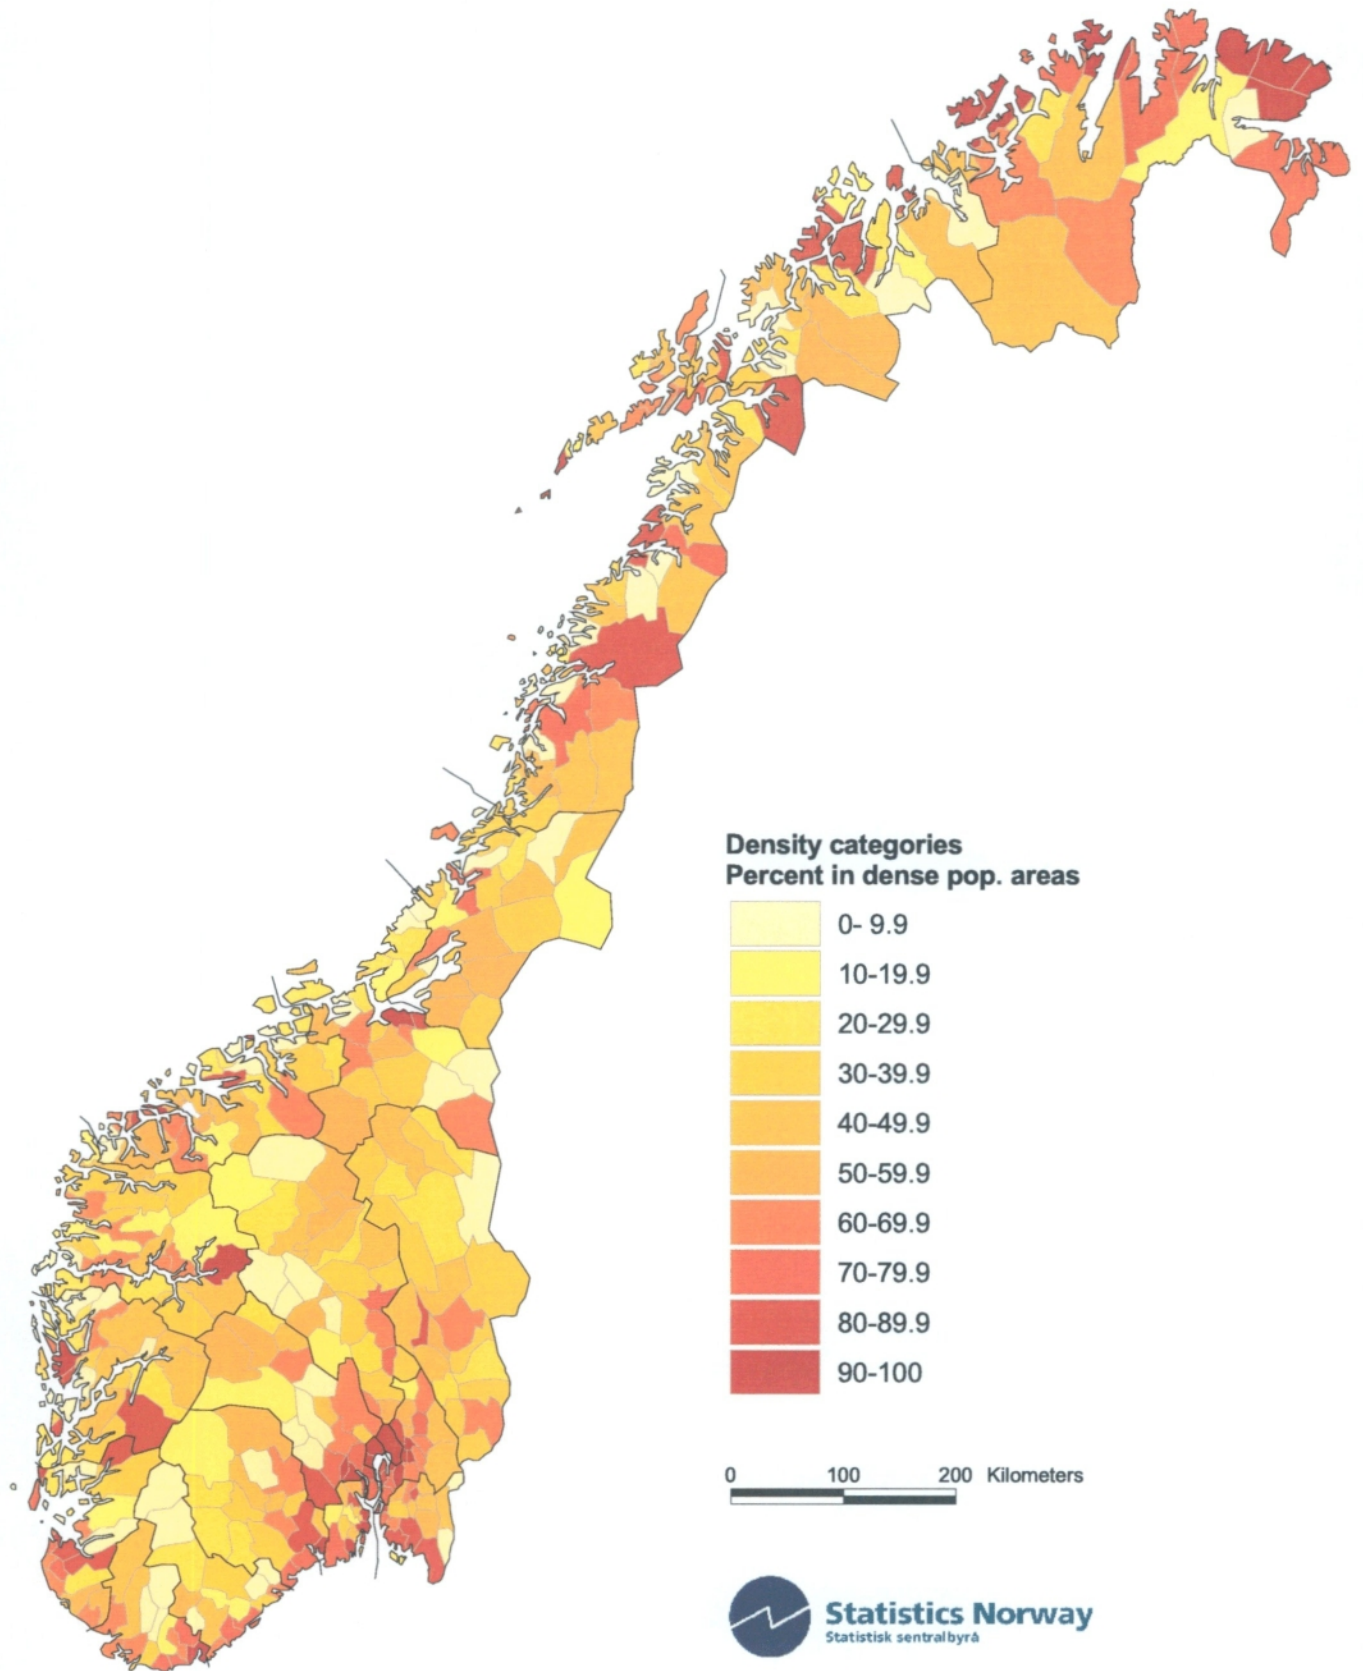 Density categories
Percent in dense pop. areas
0- 9.9
10-19.9
20-29.9
30-39.9
40-49.9
50-59.9
60-69.9
70-79.9
80-89.9
90-100
0 100 200 Kilometers
Statistics Norway
Statistisk sentralbyrå